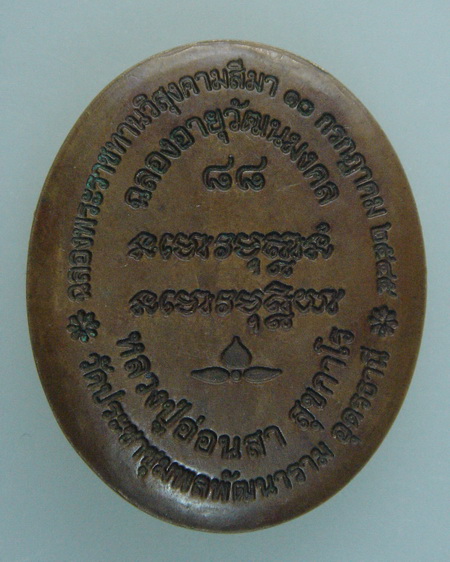 ฉลองพระราชทานวิสุงคามสีมา ๑๐ กรกฎาคม ๒๕๔๕
ฉลองอายุวัฒนมงคล
๘๘
หลวงปู่อ่อนสา สุขกาโร
วัดประชาชุมพลพัฒนาราม อุดรธานี